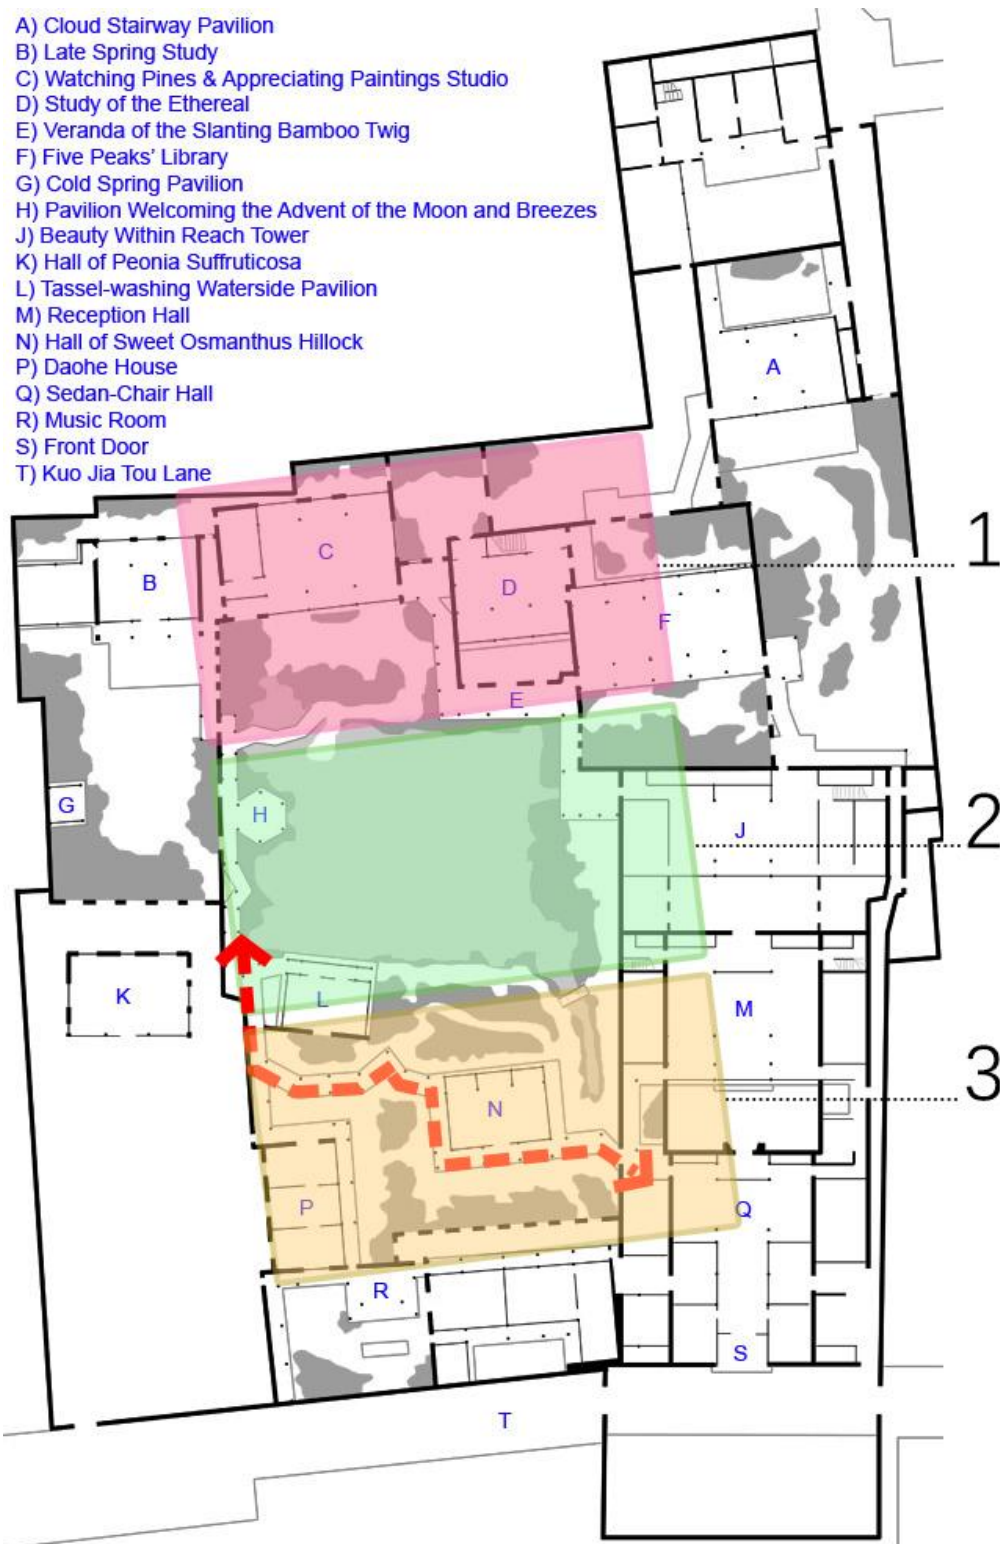 A) Cloud Stairway Pavilion
B) Late Spring Study
C) Watching Pines & Appreciating Paintings Studio
D) Study of the Ethereal
E) Veranda of the Slanting Bamboo Twig
F) Five Peaks' Library
G) Cold Spring Pavilion
H) Pavilion Welcoming the Advent of the Moon and Breezes
J) Beauty Within Reach Tower
K) Hall of Peonia Suffruticosa
L) Tassel-washing Waterside Pavilion
M) Reception Hall
N) Hall of Sweet Osmanthus Hillock
P) Daohe House
Q) Sedan-Chair Hall
R) Music Room
S) Front Door
T) Kuo Jia Tou Lane
A
1
C
B
D
F
E
G
H
J
2
K
L
M
3
N
P
Q
R
S
T